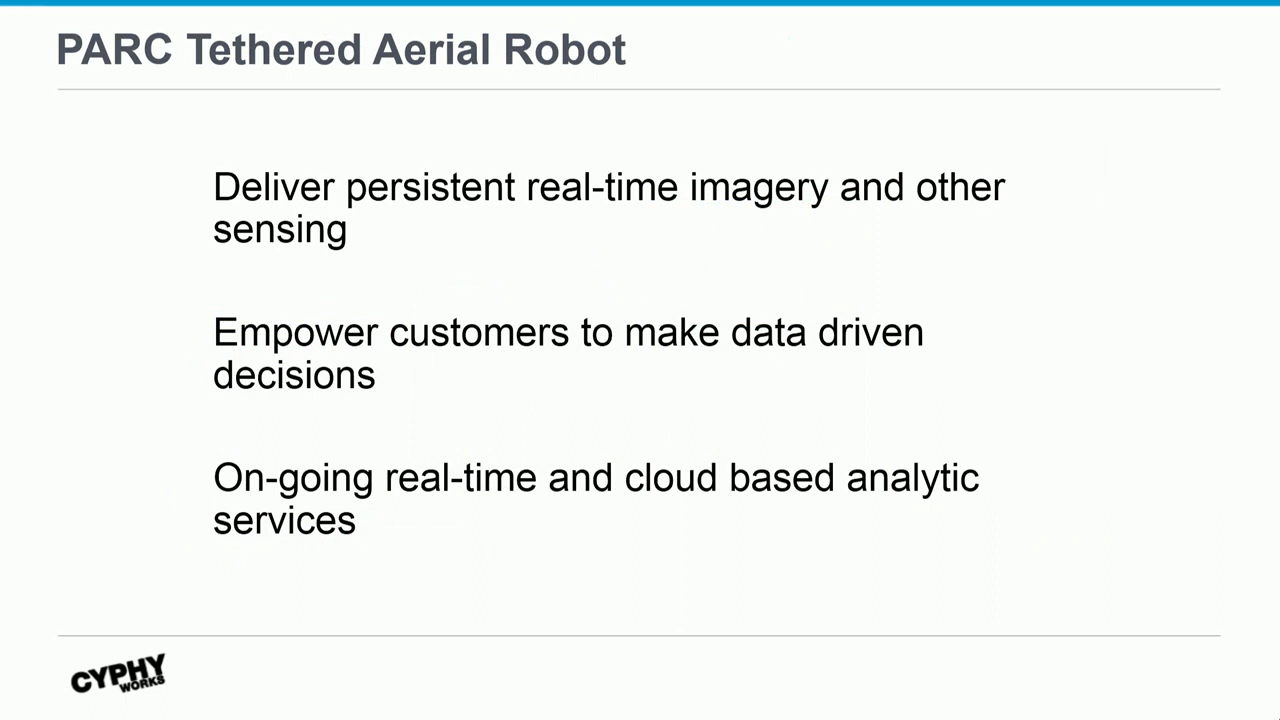 PARC Tethered Aerial Robot
Deliver persistent real-time imagery and other
sensing
Empower customers to make data driven
decisions
On-going real-time and cloud based analytic
services
CYPHY
WORKS